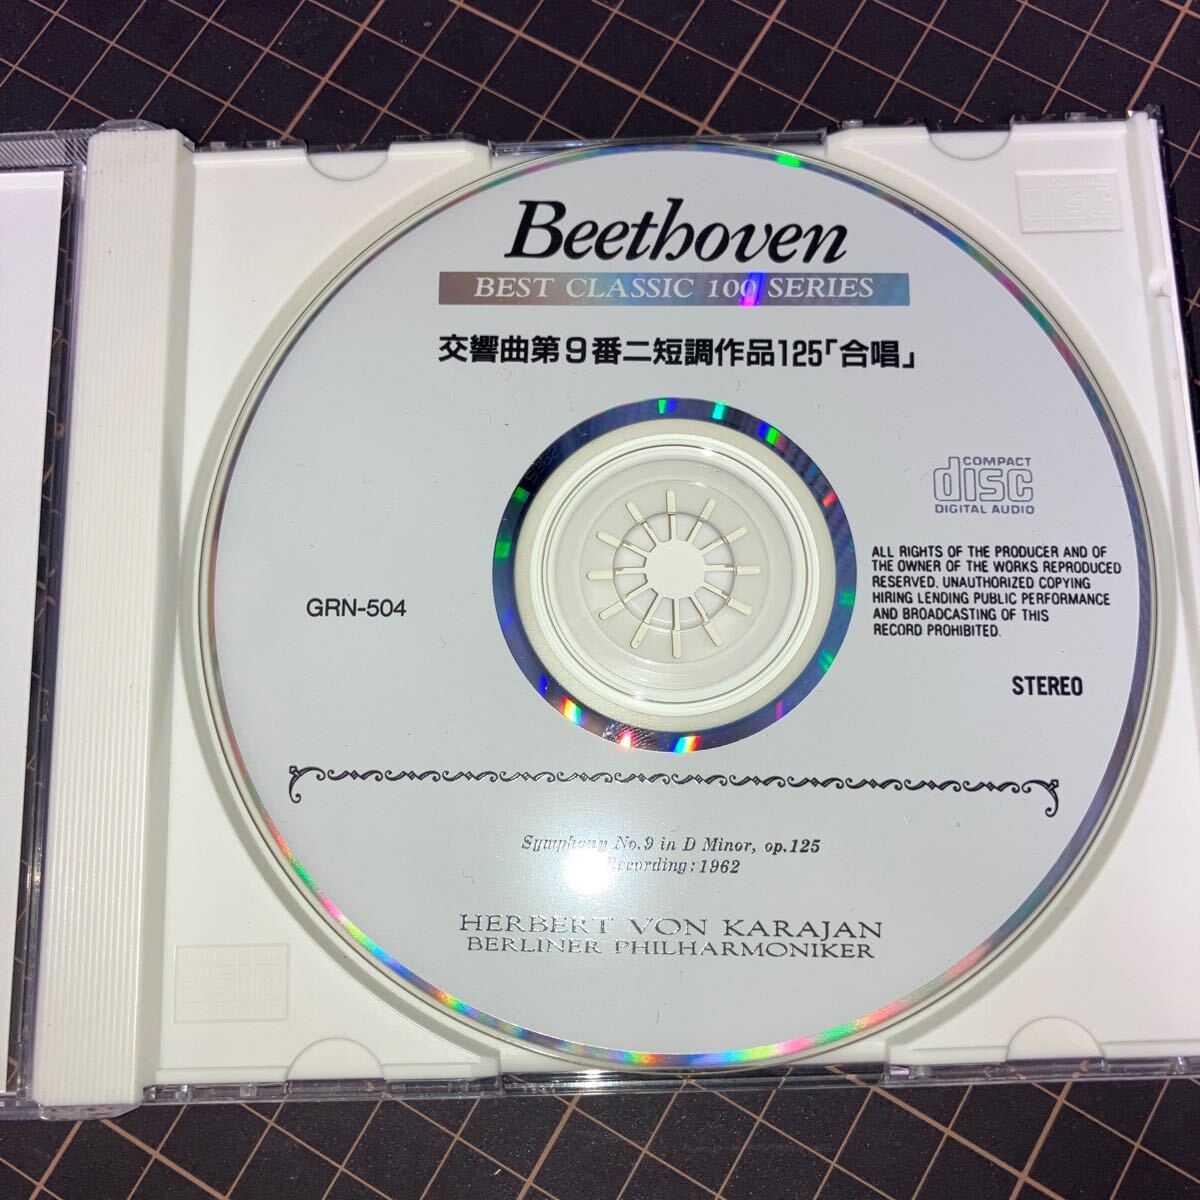 Beethoven
BEST CLASSIC 100 SERIES
交響曲第9番ニ短調作品125「合唱」
COMPACT
disc
DIGITAL AUDIO
ALL RIGHTS OF THE PRODUCER AND OF
THE OWNER OF THE WORKS REPRODUCED
RESERVED. UNAUTHORIZED COPYING
HIRING LENDING PUBLIC PERFORMANCE
AND BROADCASTING OF THIS
RECORD PROHIBITED.
GRN-504
STEREO
Symphony No.9 in D Minor, op.125
Recording: 1962
HERBERT VON KARAJAN
BERLINER PHILHARMONIKER